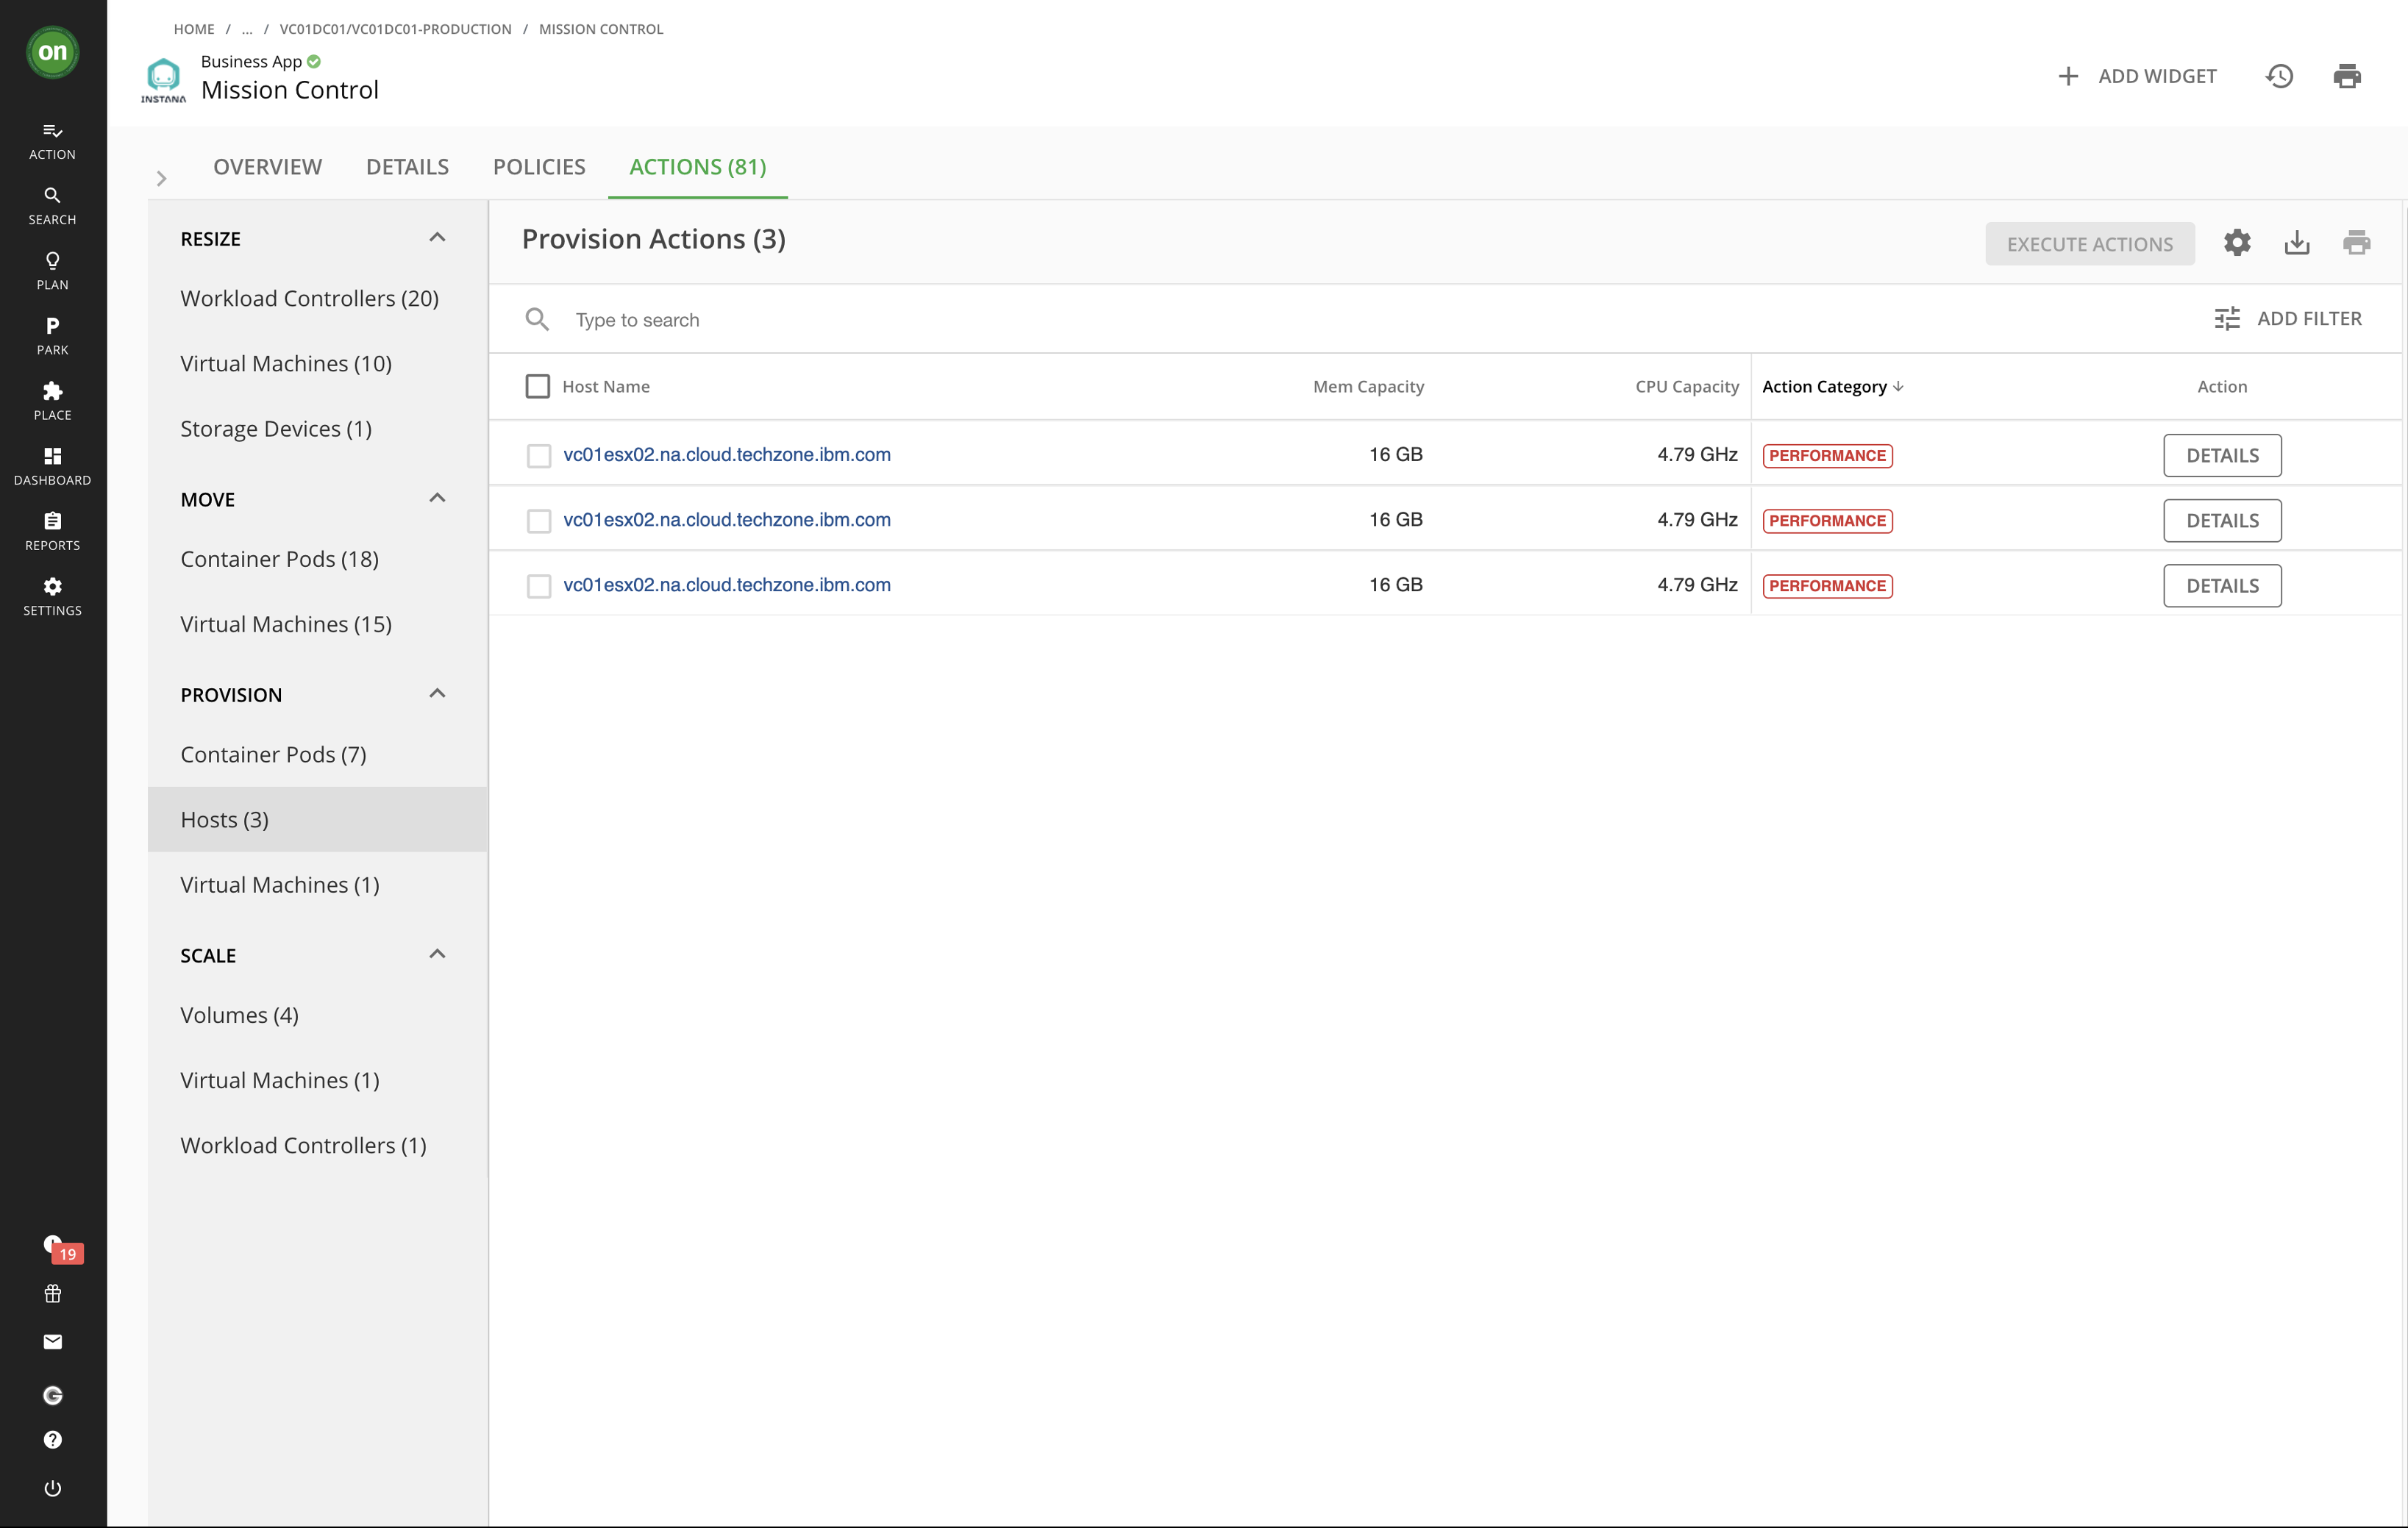 on
ACTION
SEARCH
PLAN
P
PARK
PLACE
DASHBOARD
REPORTS
SETTINGS
19
HOME / ... / VC01DC01/VC01DC01-PRODUCTION / MISSION CONTROL
INSTANA
Business App
Mission Control
ADD WIDGET
OVERVIEW DETAILS POLICIES ACTIONS (81)
RESIZE
Workload Controllers (20)
Virtual Machines (10)
Storage Devices (1)
MOVE
Container Pods (18)
Virtual Machines (15)
PROVISION
Container Pods (7)
Hosts (3)
Virtual Machines (1)
SCALE
Volumes (4)
Virtual Machines (1)
Workload Controllers (1)
Provision Actions (3)
EXECUTE ACTIONS
Type to search
ADD FILTER
Host Name Mem Capacity CPU Capacity Action Category Action
vc01esx02.na.cloud.techzone.ibm.com 16 GB 4.79 GHz PERFORMANCE DETAILS
vc01esx02.na.cloud.techzone.ibm.com 16 GB 4.79 GHz PERFORMANCE DETAILS
vc01esx02.na.cloud.techzone.ibm.com 16 GB 4.79 GHz PERFORMANCE DETAILS